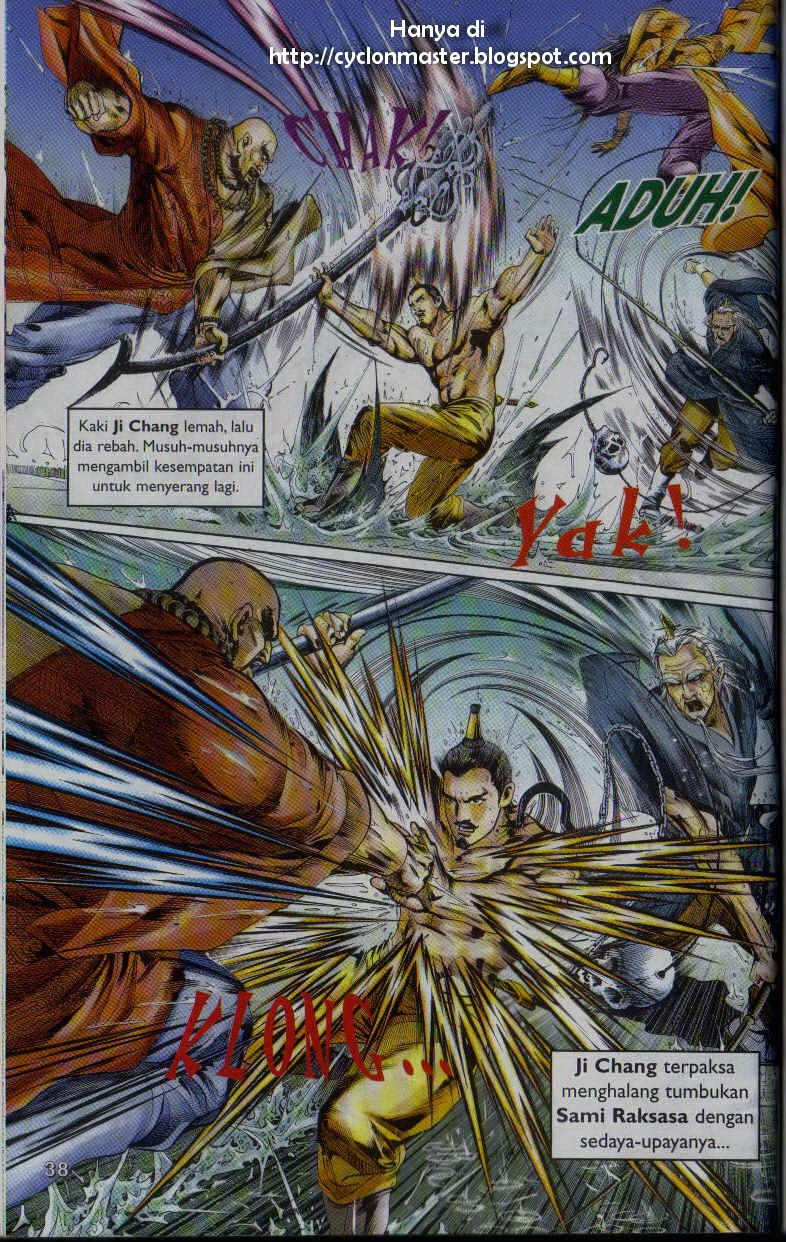 Hanya di
http://cyclonmaster.blogspot.com
CHAK!
ADUH!
Kaki Ji Chang lemah, lalu
dia rebah. Musuh-musuhnya
mengambil kesempatan ini
untuk menyerang lagi.
Yak!
KLONG...
Ji Chang terpaksa
menghalang tumbukan
Sami Raksasa dengan
sedaya-upayanya...
38